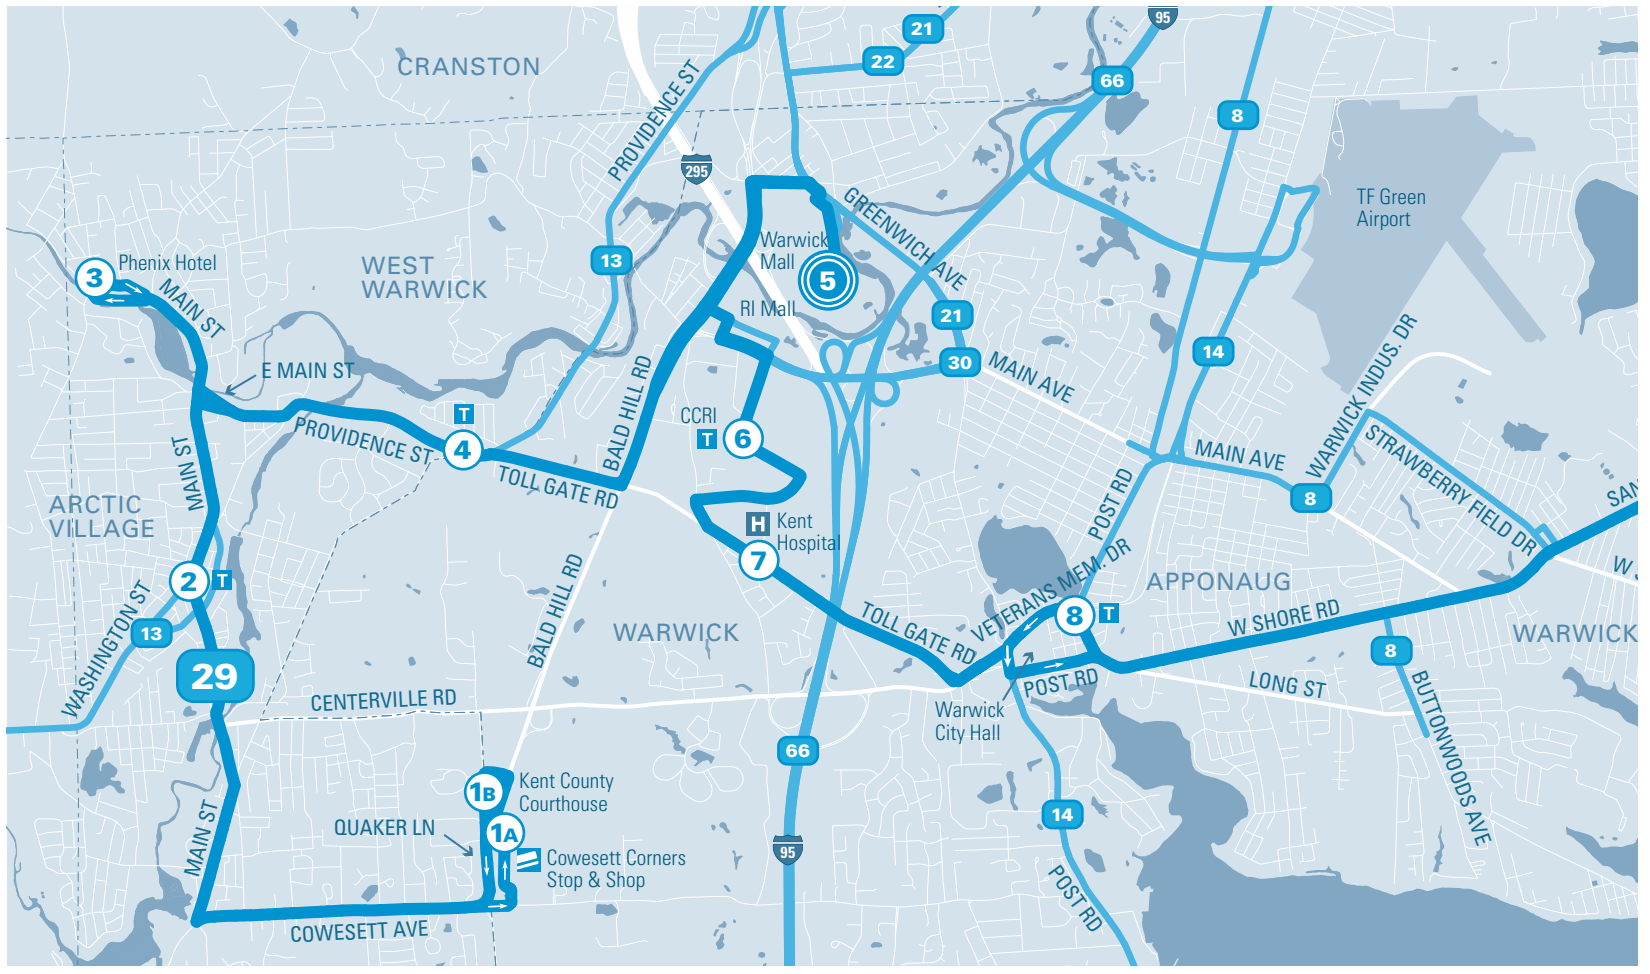 95
21
22
CRANSTON
66
PROVIDENCE ST
8
295
TF Green
Airport
GREENWICH AVE
Warwick
Mall
3
Phenix Hotel
13
WEST
WARWICK
5
MAIN ST
RI Mall
21
WARWICK INDUS. DR
14
30
MAIN AVE
E MAIN ST
BALD HILL RD
T
CCRI
T
6
PROVIDENCE ST
4
MAIN ST
STRAWBERRY FIELD DR
MAIN AVE
TOLL GATE RD
POST RD
8
SAN
ARCTIC
VILLAGE
H
Kent
Hospital
7
VETERANS MEM. DR
2
T
APPONAUG
W S
BALD HILL RD
8
T
WASHINGTON ST
13
WARWICK
TOLL GATE RD
W SHORE RD
WARWICK
8
29
POST RD
LONG ST
CENTERVILLE RD
Warwick
City Hall
BUTTONWOODS AVE
66
1B
Kent County
Courthouse
14
QUAKER LN
1A
MAIN ST
95
Cowesett Corners
Stop & Shop
POST RD
COWESETT AVE